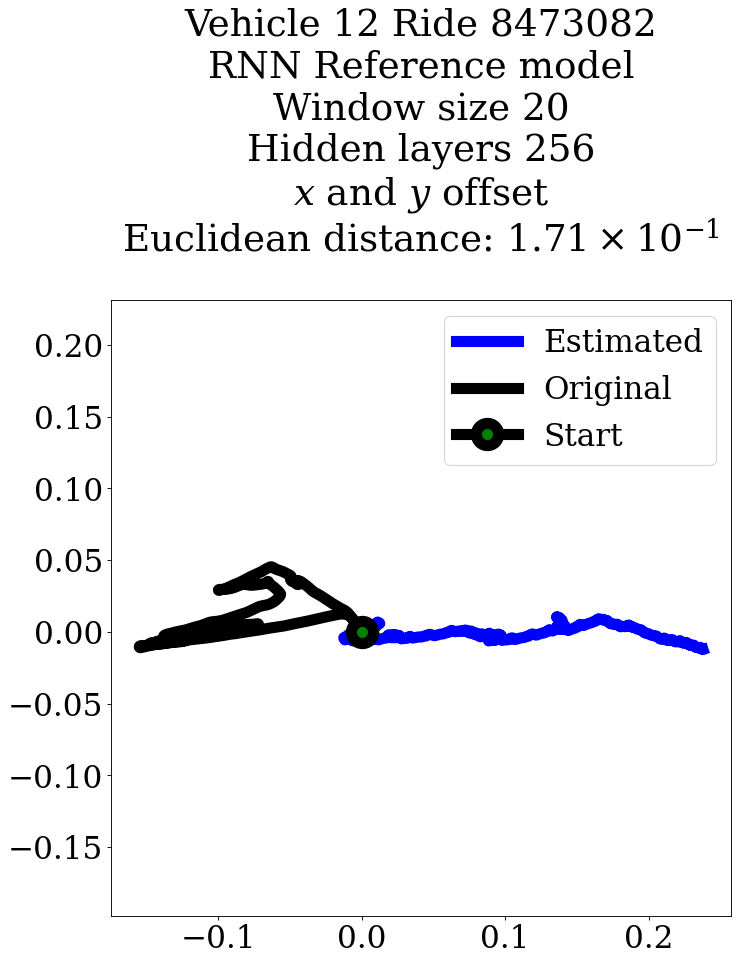 Vehicle 12 Ride 8473082
RNN Reference model
Window size 20
Hidden layers 256
x and y offset
Euclidean distance: 1.71 × 10⁻¹
Estimated
Original
Start
0.20
0.15
0.10
0.05
0.00
−0.05
−0.10
−0.15
−0.1 0.0 0.1 0.2